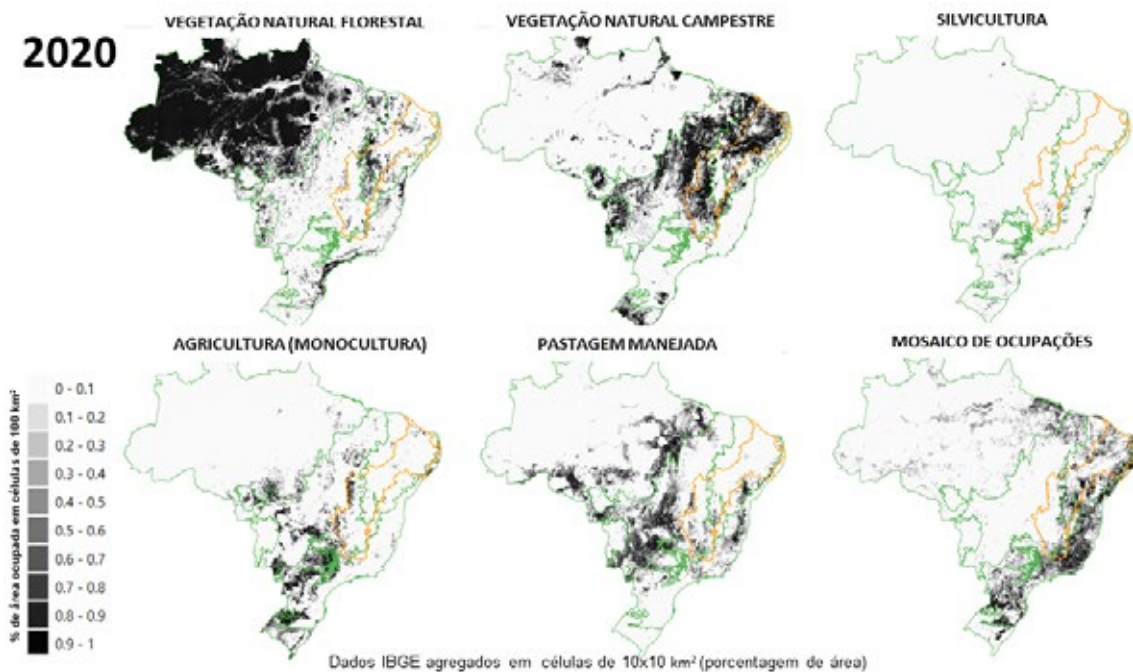 2020
VEGETAÇÃO NATURAL FLORESTAL
VEGETAÇÃO NATURAL CAMPESTRE
SILVICULTURA
AGRICULTURA (MONOCULTURA)
PASTAGEM MANEJADA
MOSAICO DE OCUPAÇÕES
% de área ocupada em células de 100 km²
0 - 0.1
0.1 - 0.2
0.2 - 0.3
0.3 - 0.4
0.4 - 0.5
0.5 - 0.6
0.6 - 0.7
0.7 - 0.8
0.8 - 0.9
0.9 - 1
Dados IBGE agregados em células de 10x10 km² (porcentagem de área)